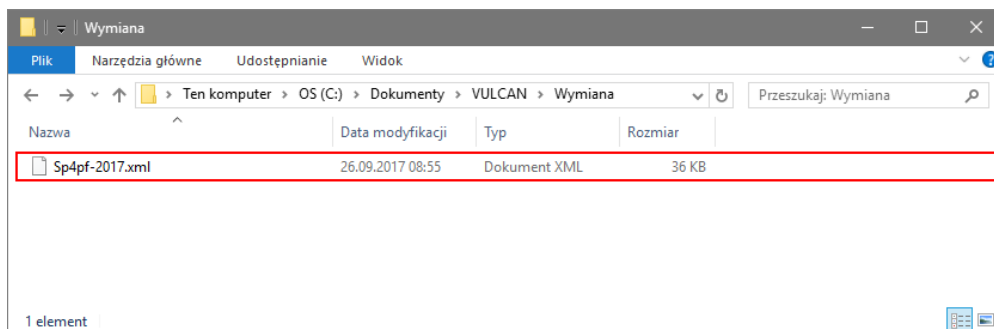 Wymiana
Plik Narzędzia główne Udostępnianie Widok
Ten komputer > OS (C:) > Dokumenty > VULCAN > Wymiana Przeszukaj: Wymiana
Nazwa Data modyfikacji Typ Rozmiar
Sp4pf-2017.xml 26.09.2017 08:55 Dokument XML 36 KB
1 element